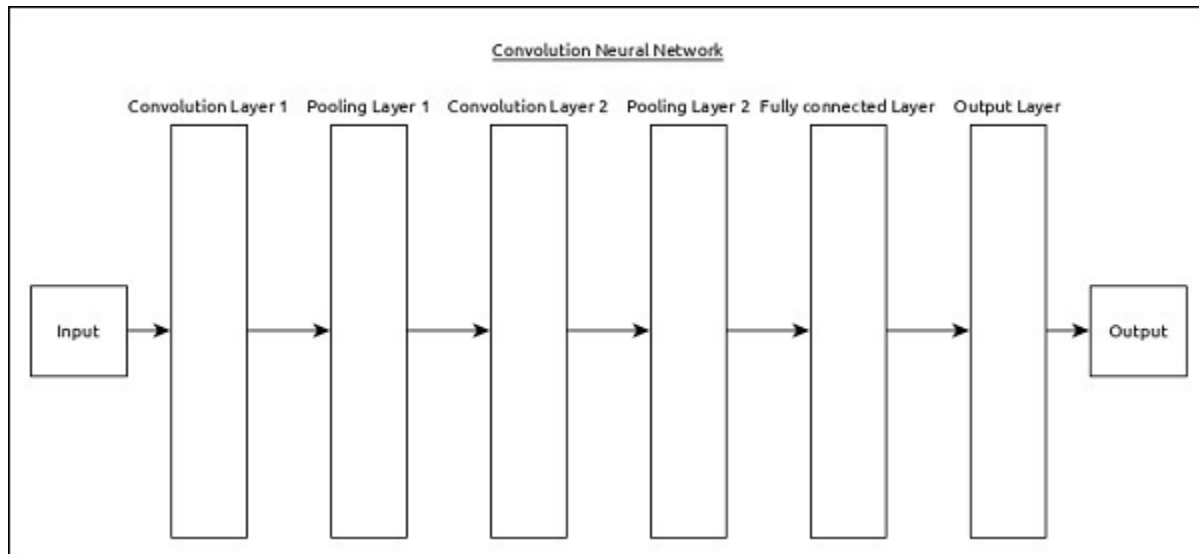 Convolution Neural Network
Convolution Layer 1 Pooling Layer 1 Convolution Layer 2 Pooling Layer 2 Fully connected Layer Output Layer
Input Output